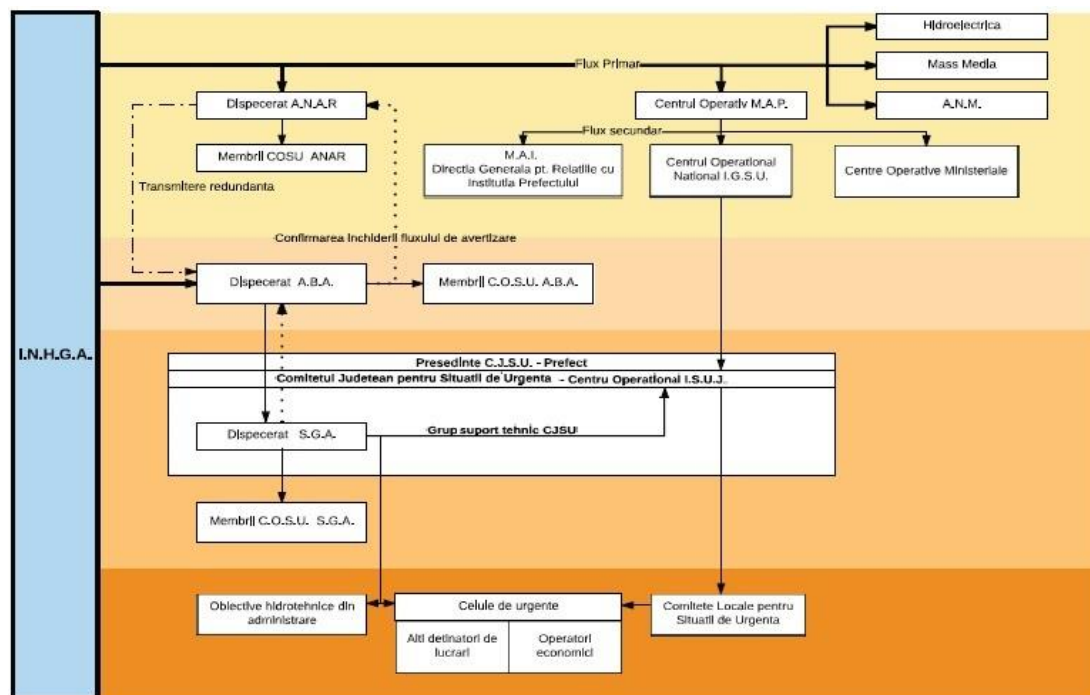 Hidroelectrica
Flux Primar
Mass Media
Dispecerat A.N.A.R
Centrul Operativ M.A.P.
A.N.M.
Flux secundar
Membrii COSU ANAR
M.A.I.
Directia Generala pt. Relatiile cu
Institutia Prefectului
Centrul Operational
National I.G.S.U.
Centre Operative Ministeriale
Transmitere redundanta
Confirmarea inchiderii fluxului de avertizare
Dispecerat A.B.A.
Membrii C.O.S.U. A.B.A.
I.N.H.G.A.
Presedinte C.J.S.U. - Prefect
Comitetul Judetean pentru Situatii de Urgenta - Centru Operational I.S.U.J.
Dispecerat S.G.A.
Grup suport tehnic CJSU
Membrii C.O.S.U. S.G.A.
Obiective hidrotehnice din
administrare
Celule de urgente
Comitete Locale pentru
Situatii de Urgenta
Alti detinatori de
lucrari
Operatori
economici